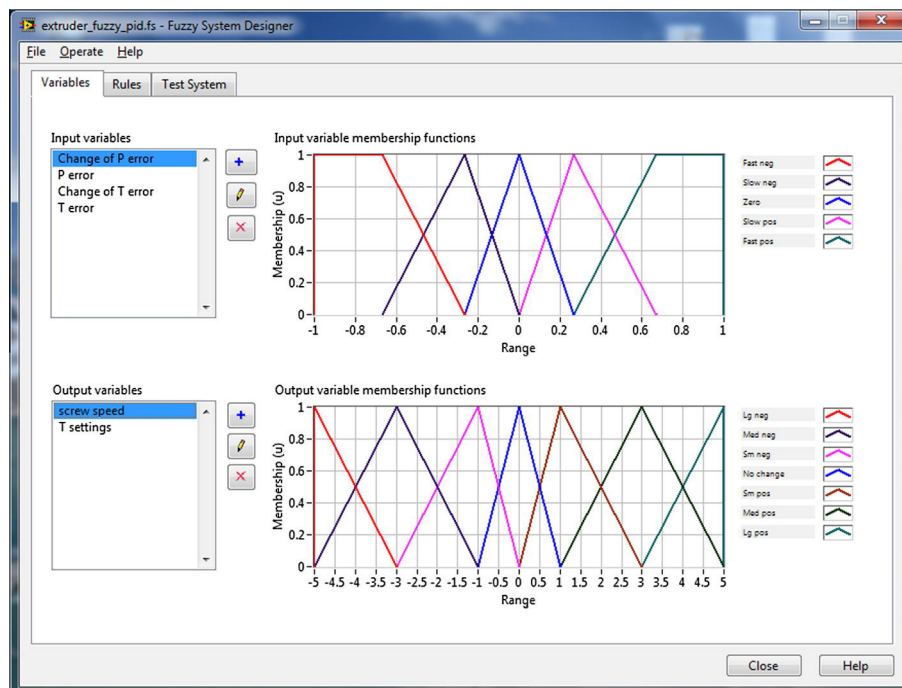 extruder_fuzzy_pid.fs - Fuzzy System Designer
File Operate Help
Variables Rules Test System
Input variables
Change of P error
P error
Change of T error
T error
Input variable membership functions
Membership (u)
1
0.8
0.6
0.4
0.2
0
-1 -0.8 -0.6 -0.4 -0.2 0 0.2 0.4 0.6 0.8 1
Range
Fast neg
Slow neg
Zero
Slow pos
Fast pos
Output variables
screw speed
T settings
Output variable membership functions
Membership (u)
1
0.8
0.6
0.4
0.2
0
-5 -4.5 -3.5 -3 -2.5 -2 -1.5 -1 -0.5 0 0.5 1 1.5 2 2.5 3 3.5 4 4.5 5
Range
Lg neg
Med neg
Sm neg
No change
Sm pos
Med pos
Lg pos
Close Help